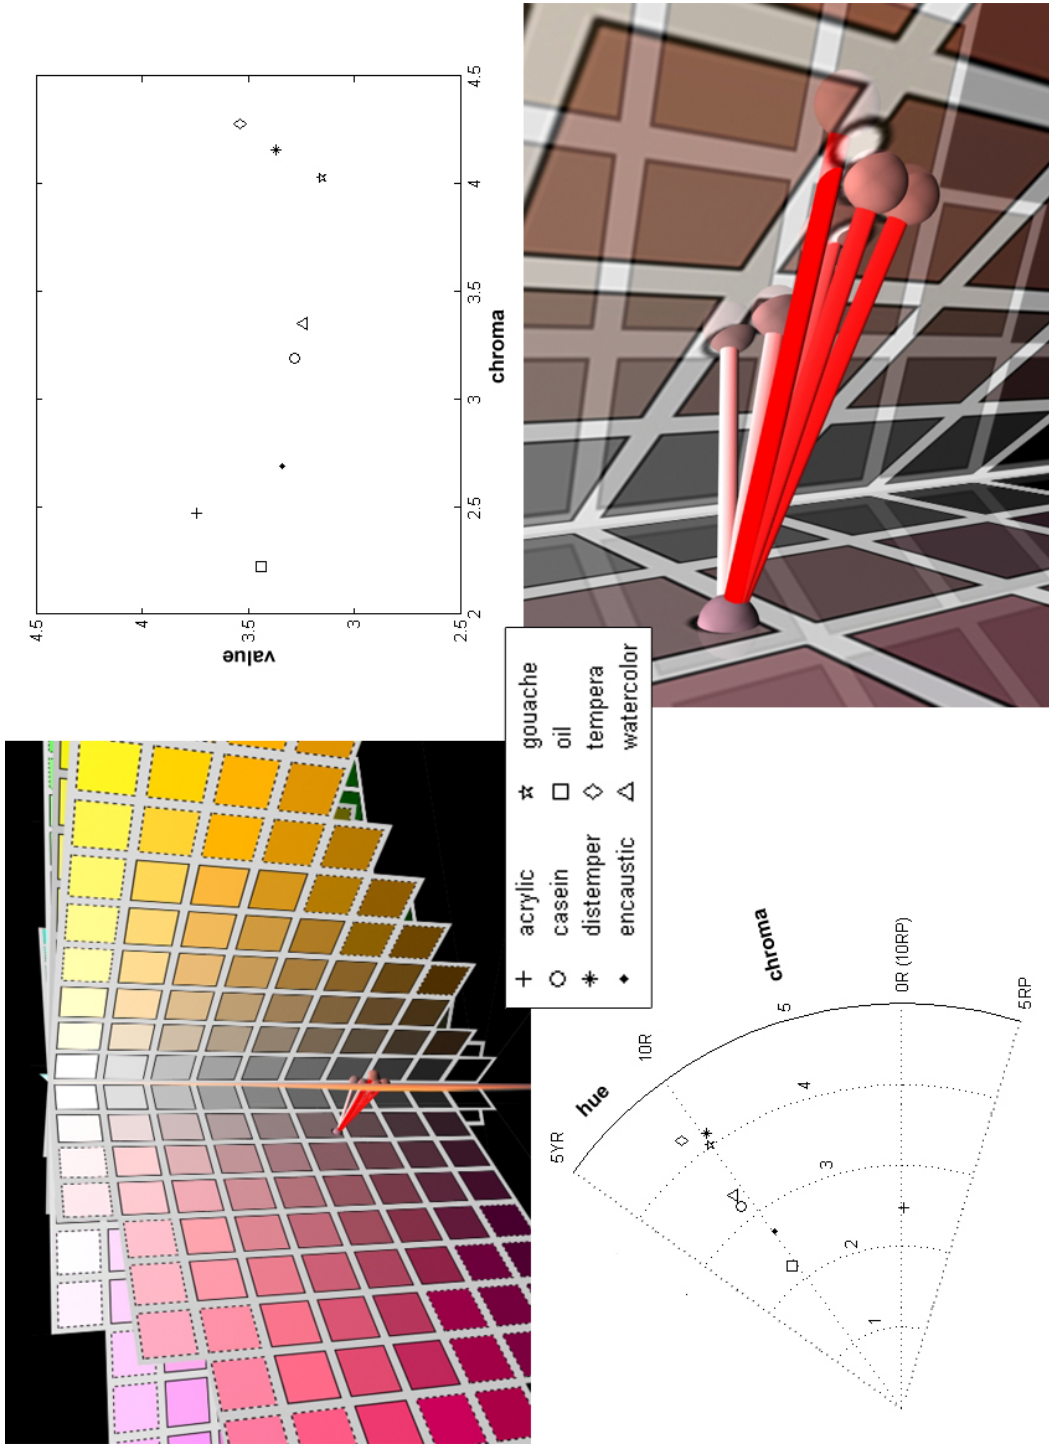 4.5
4
3.5
3
2.5
value
2
2.5
3
3.5
4
4.5
chroma
acrylic
casein
distemper
encaustic
gouache
oil
tempera
watercolor
5YR
hue
10R
chroma
0R (10RP)
5RP
1
2
3
4
5